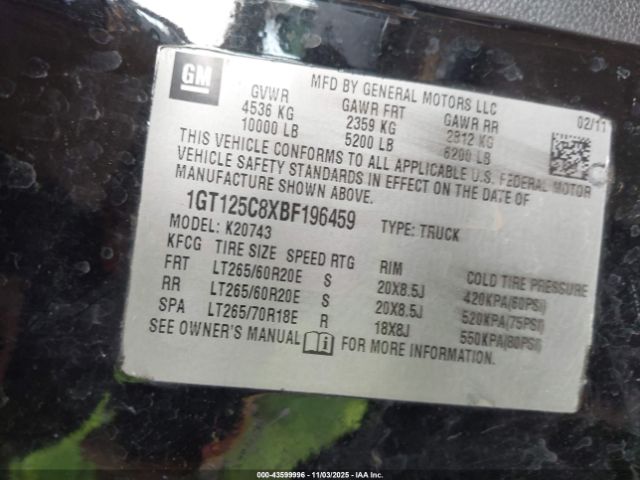 GM
MFD BY GENERAL MOTORS LLC
02/11
GVWR GAWR FRT GAWR RR
4536 KG 2359 KG 2812 KG
10000 LB 5200 LB 6200 LB
THIS VEHICLE CONFORMS TO ALL APPLICABLE U.S. FEDERAL MOTOR
VEHICLE SAFETY STANDARDS IN EFFECT ON THE DATE OF
MANUFACTURE SHOWN ABOVE.
1GT125C8XBF196459 TYPE: TRUCK
MODEL: K20743
KFCG TIRE SIZE SPEED RTG RIM COLD TIRE PRESSURE
FRT LT265/60R20E S 20X8.5J 420KPA(60PSI)
RR LT265/60R20E S 20X8.5J 520KPA(75PSI)
SPA LT265/70R18E R 18X8J 550KPA(80PSI)
SEE OWNER'S MANUAL i FOR MORE INFORMATION.
000-43599996 - 11/03/2025 - IAAI.COM